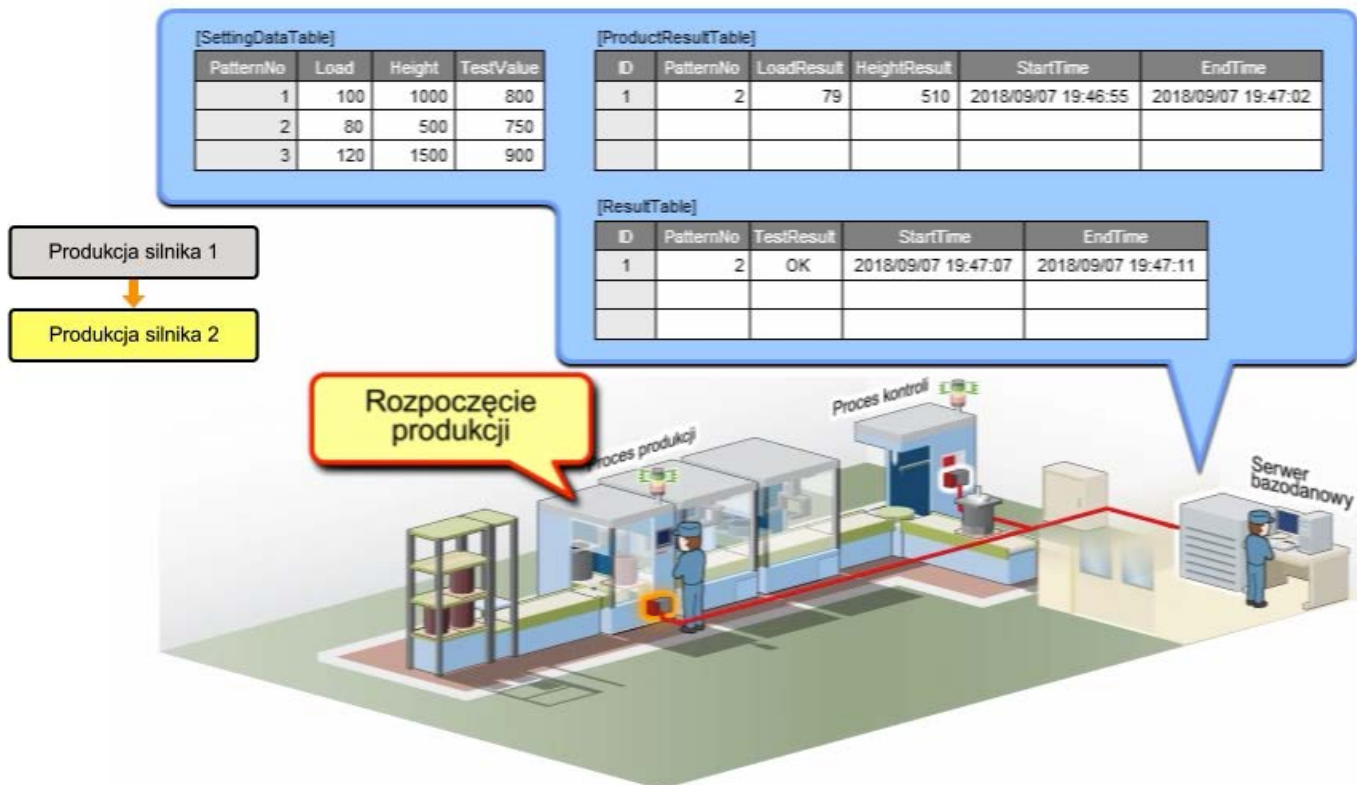 [SettingDataTable]
PatternNo Load Height TestValue
1 100 1000 800
2 80 500 750
3 120 1500 900
[ProductResultTable]
ID PatternNo LoadResult HeightResult StartTime EndTime
1 2 79 510 2018/09/07 19:46:55 2018/09/07 19:47:02
[ResultTable]
ID PatternNo TestResult StartTime EndTime
1 2 OK 2018/09/07 19:47:07 2018/09/07 19:47:11
Produkcja silnika 1
Produkcja silnika 2
Rozpoczęcie
produkcji
Proces produkcji
Proces kontroli
Serwer
bazodanowy